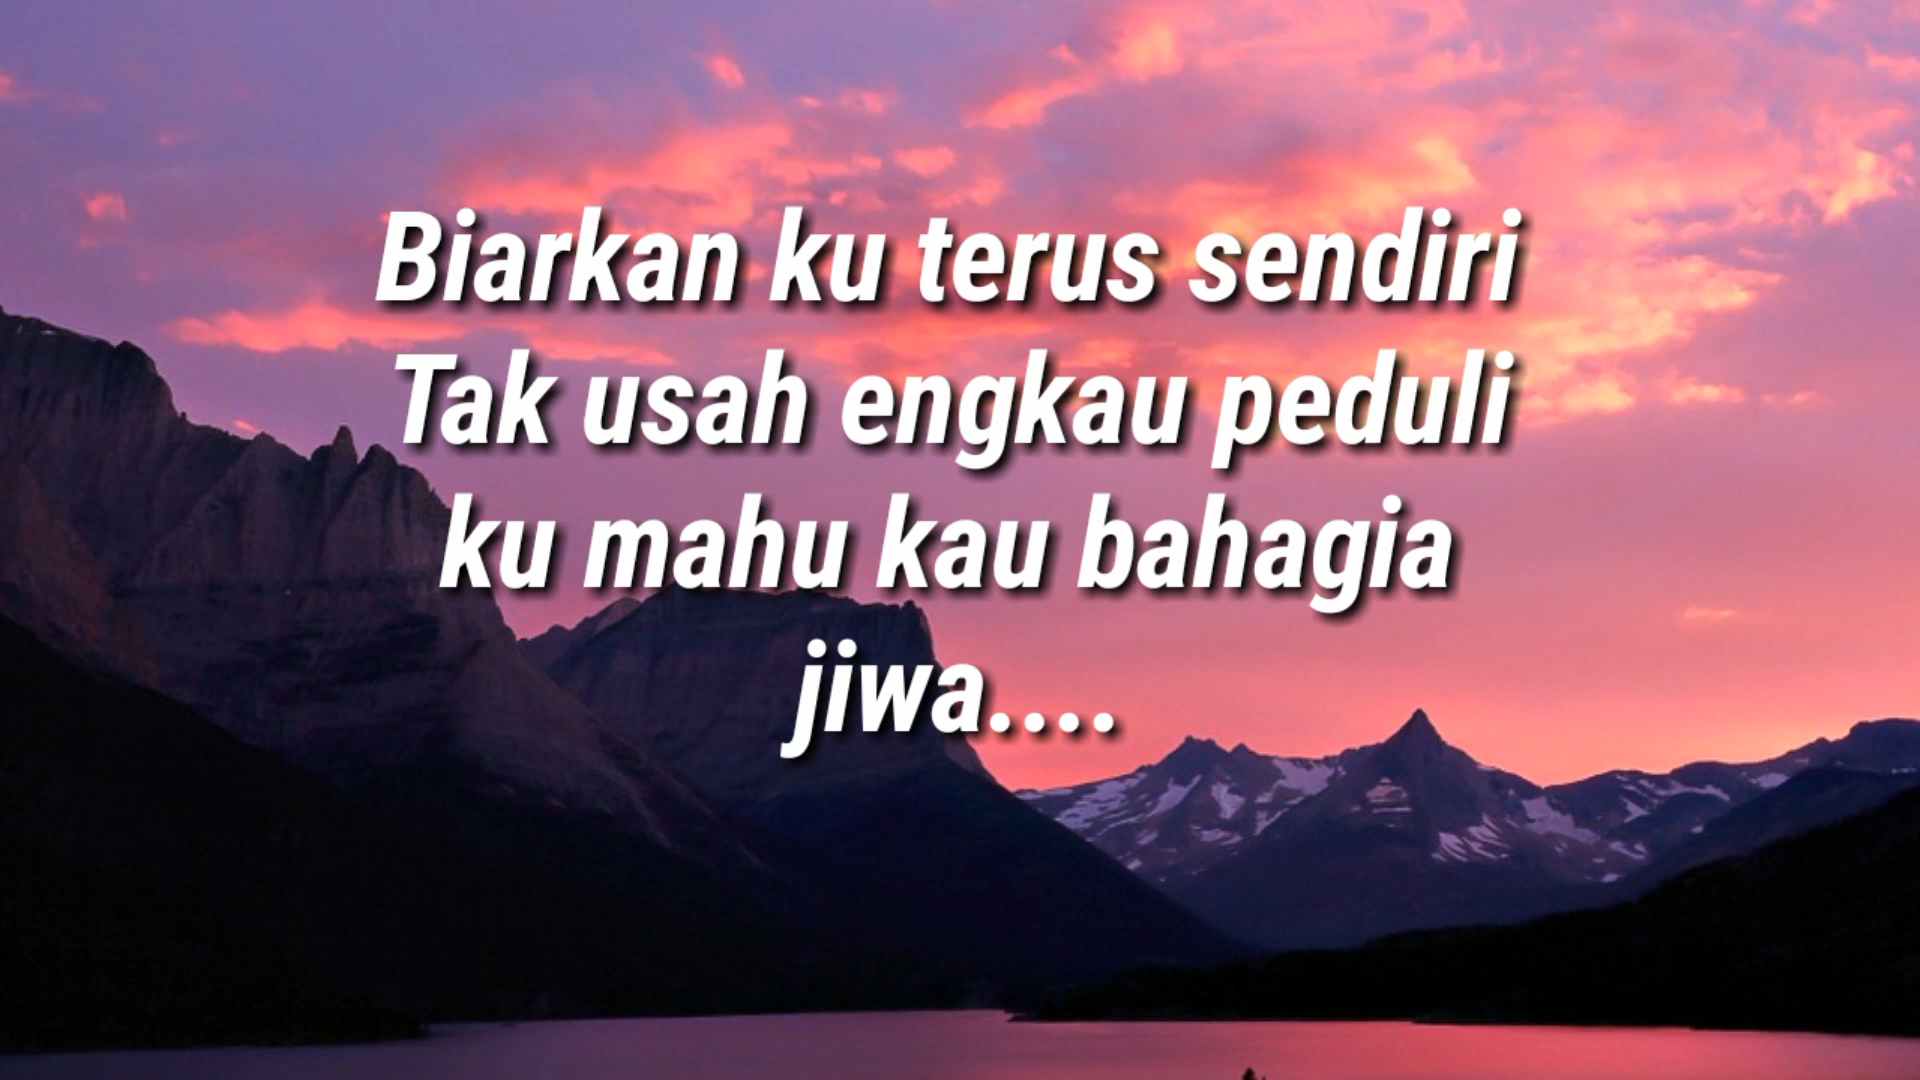 Biarkan ku terus sendiri
Tak usah engkau peduli
ku mahu kau bahagia
jiwa....